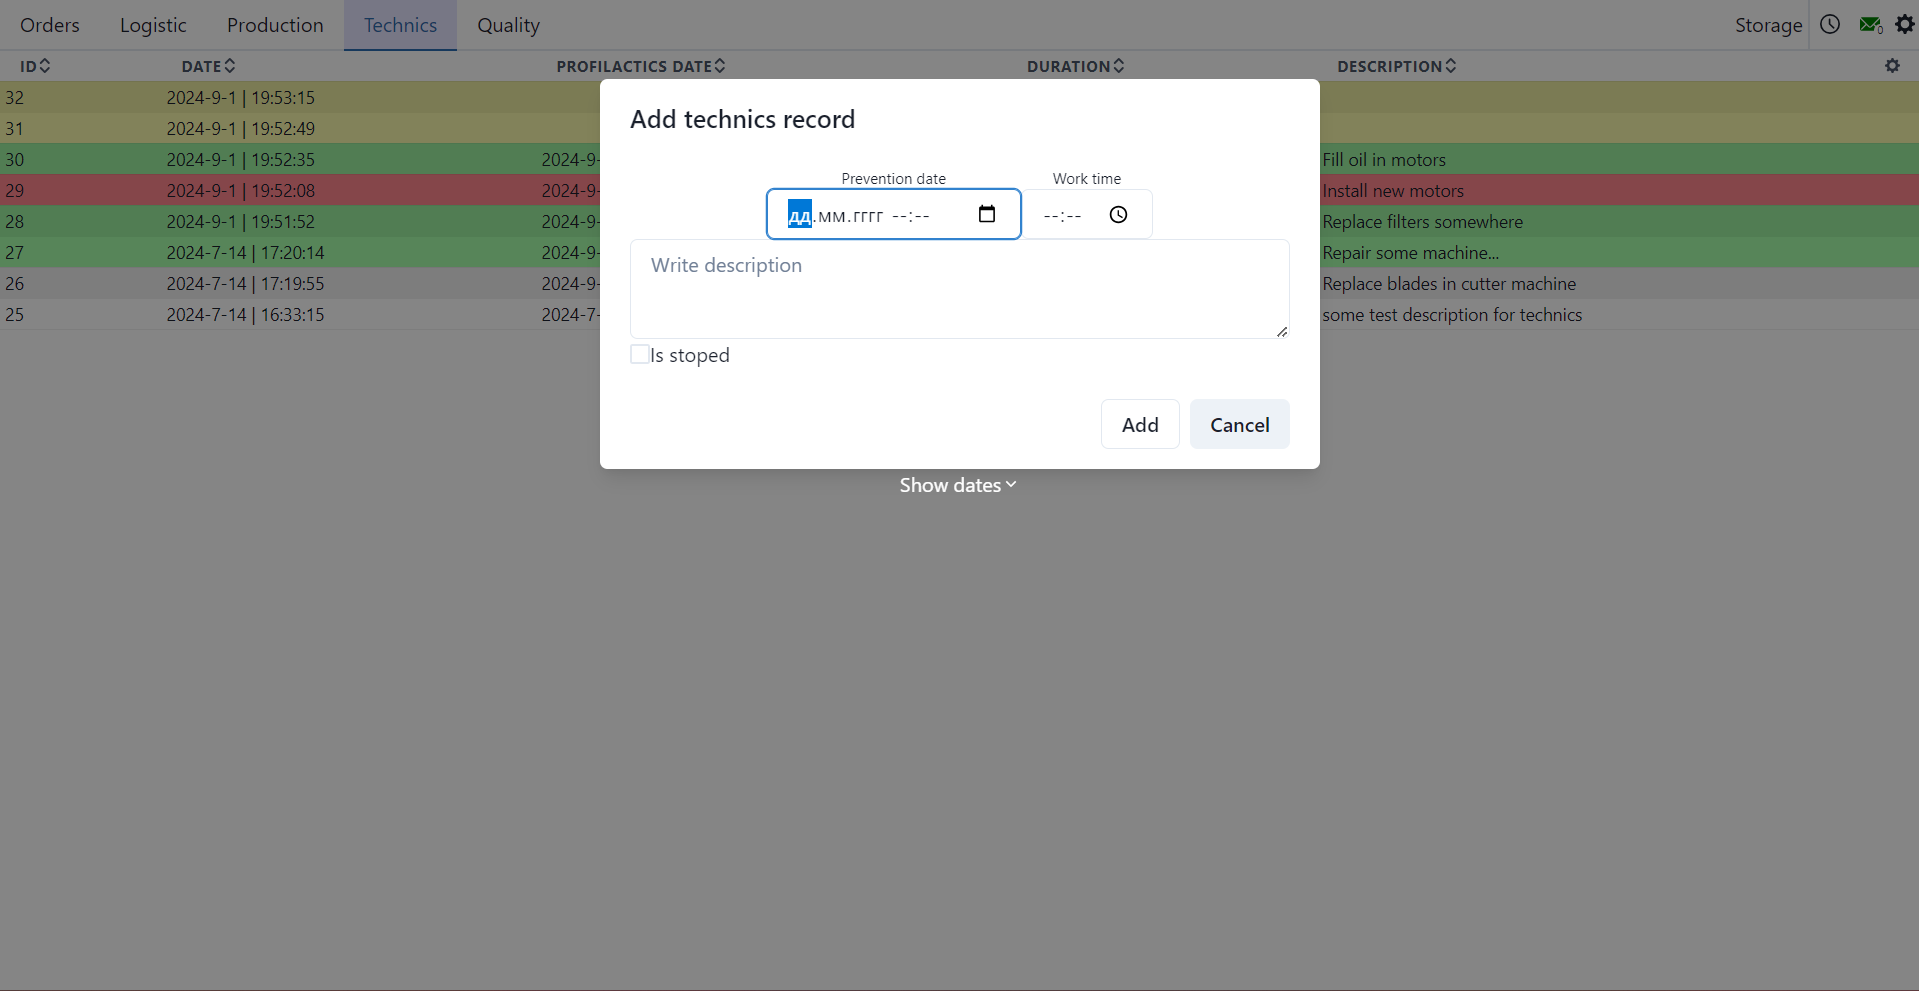 Orders Logistic Production Technics Quality Storage 0
ID DATE PROFILACTICS DATE DURATION DESCRIPTION
32 2024-9-1 | 19:53:15
31 2024-9-1 | 19:52:49
30 2024-9-1 | 19:52:35 2024-9- Fill oil in motors
29 2024-9-1 | 19:52:08 2024-9- Install new motors
28 2024-9-1 | 19:51:52 2024-9- Replace filters somewhere
27 2024-7-14 | 17:20:14 2024-9- Repair some machine...
26 2024-7-14 | 17:19:55 2024-9- Replace blades in cutter machine
25 2024-7-14 | 16:33:15 2024-7- some test description for technics
Add technics record
Prevention date Work time
дд.мм.гггг --:-- --:--
Write description
Is stoped
Add Cancel
Show dates